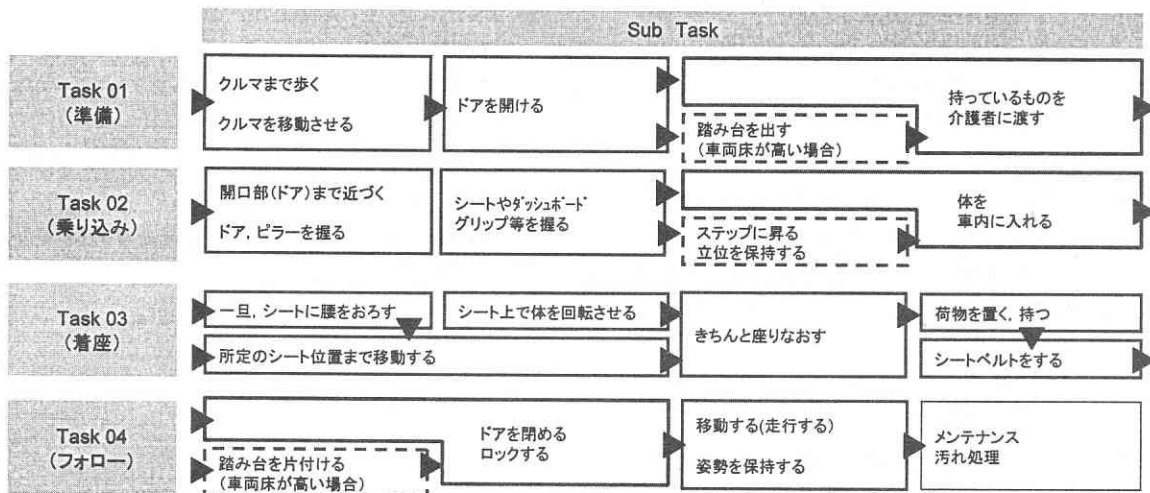 Sub Task
Task 01
(準備)
クルマまで歩く
クルマを移動させる
ドアを開ける
踏み台を出す
(車両床が高い場合)
持っているものを
介護者に渡す
Task 02
(乗り込み)
開口部(ドア)まで近づく
ドア, ピラーを握る
シートやダッシュボード
グリップ等を握る
ステップに昇る
立位を保持する
体を
車内に入れる
Task 03
(着座)
一旦, シートに腰をおろす
シート上で体を回転させる
所定のシート位置まで移動する
きちんと座りなおす
荷物を置く, 持つ
シートベルトをする
Task 04
(フォロー)
踏み台を片付ける
(車両床が高い場合)
ドアを閉める
ロックする
移動する(走行する)
姿勢を保持する
メンテナンス
汚れ処理